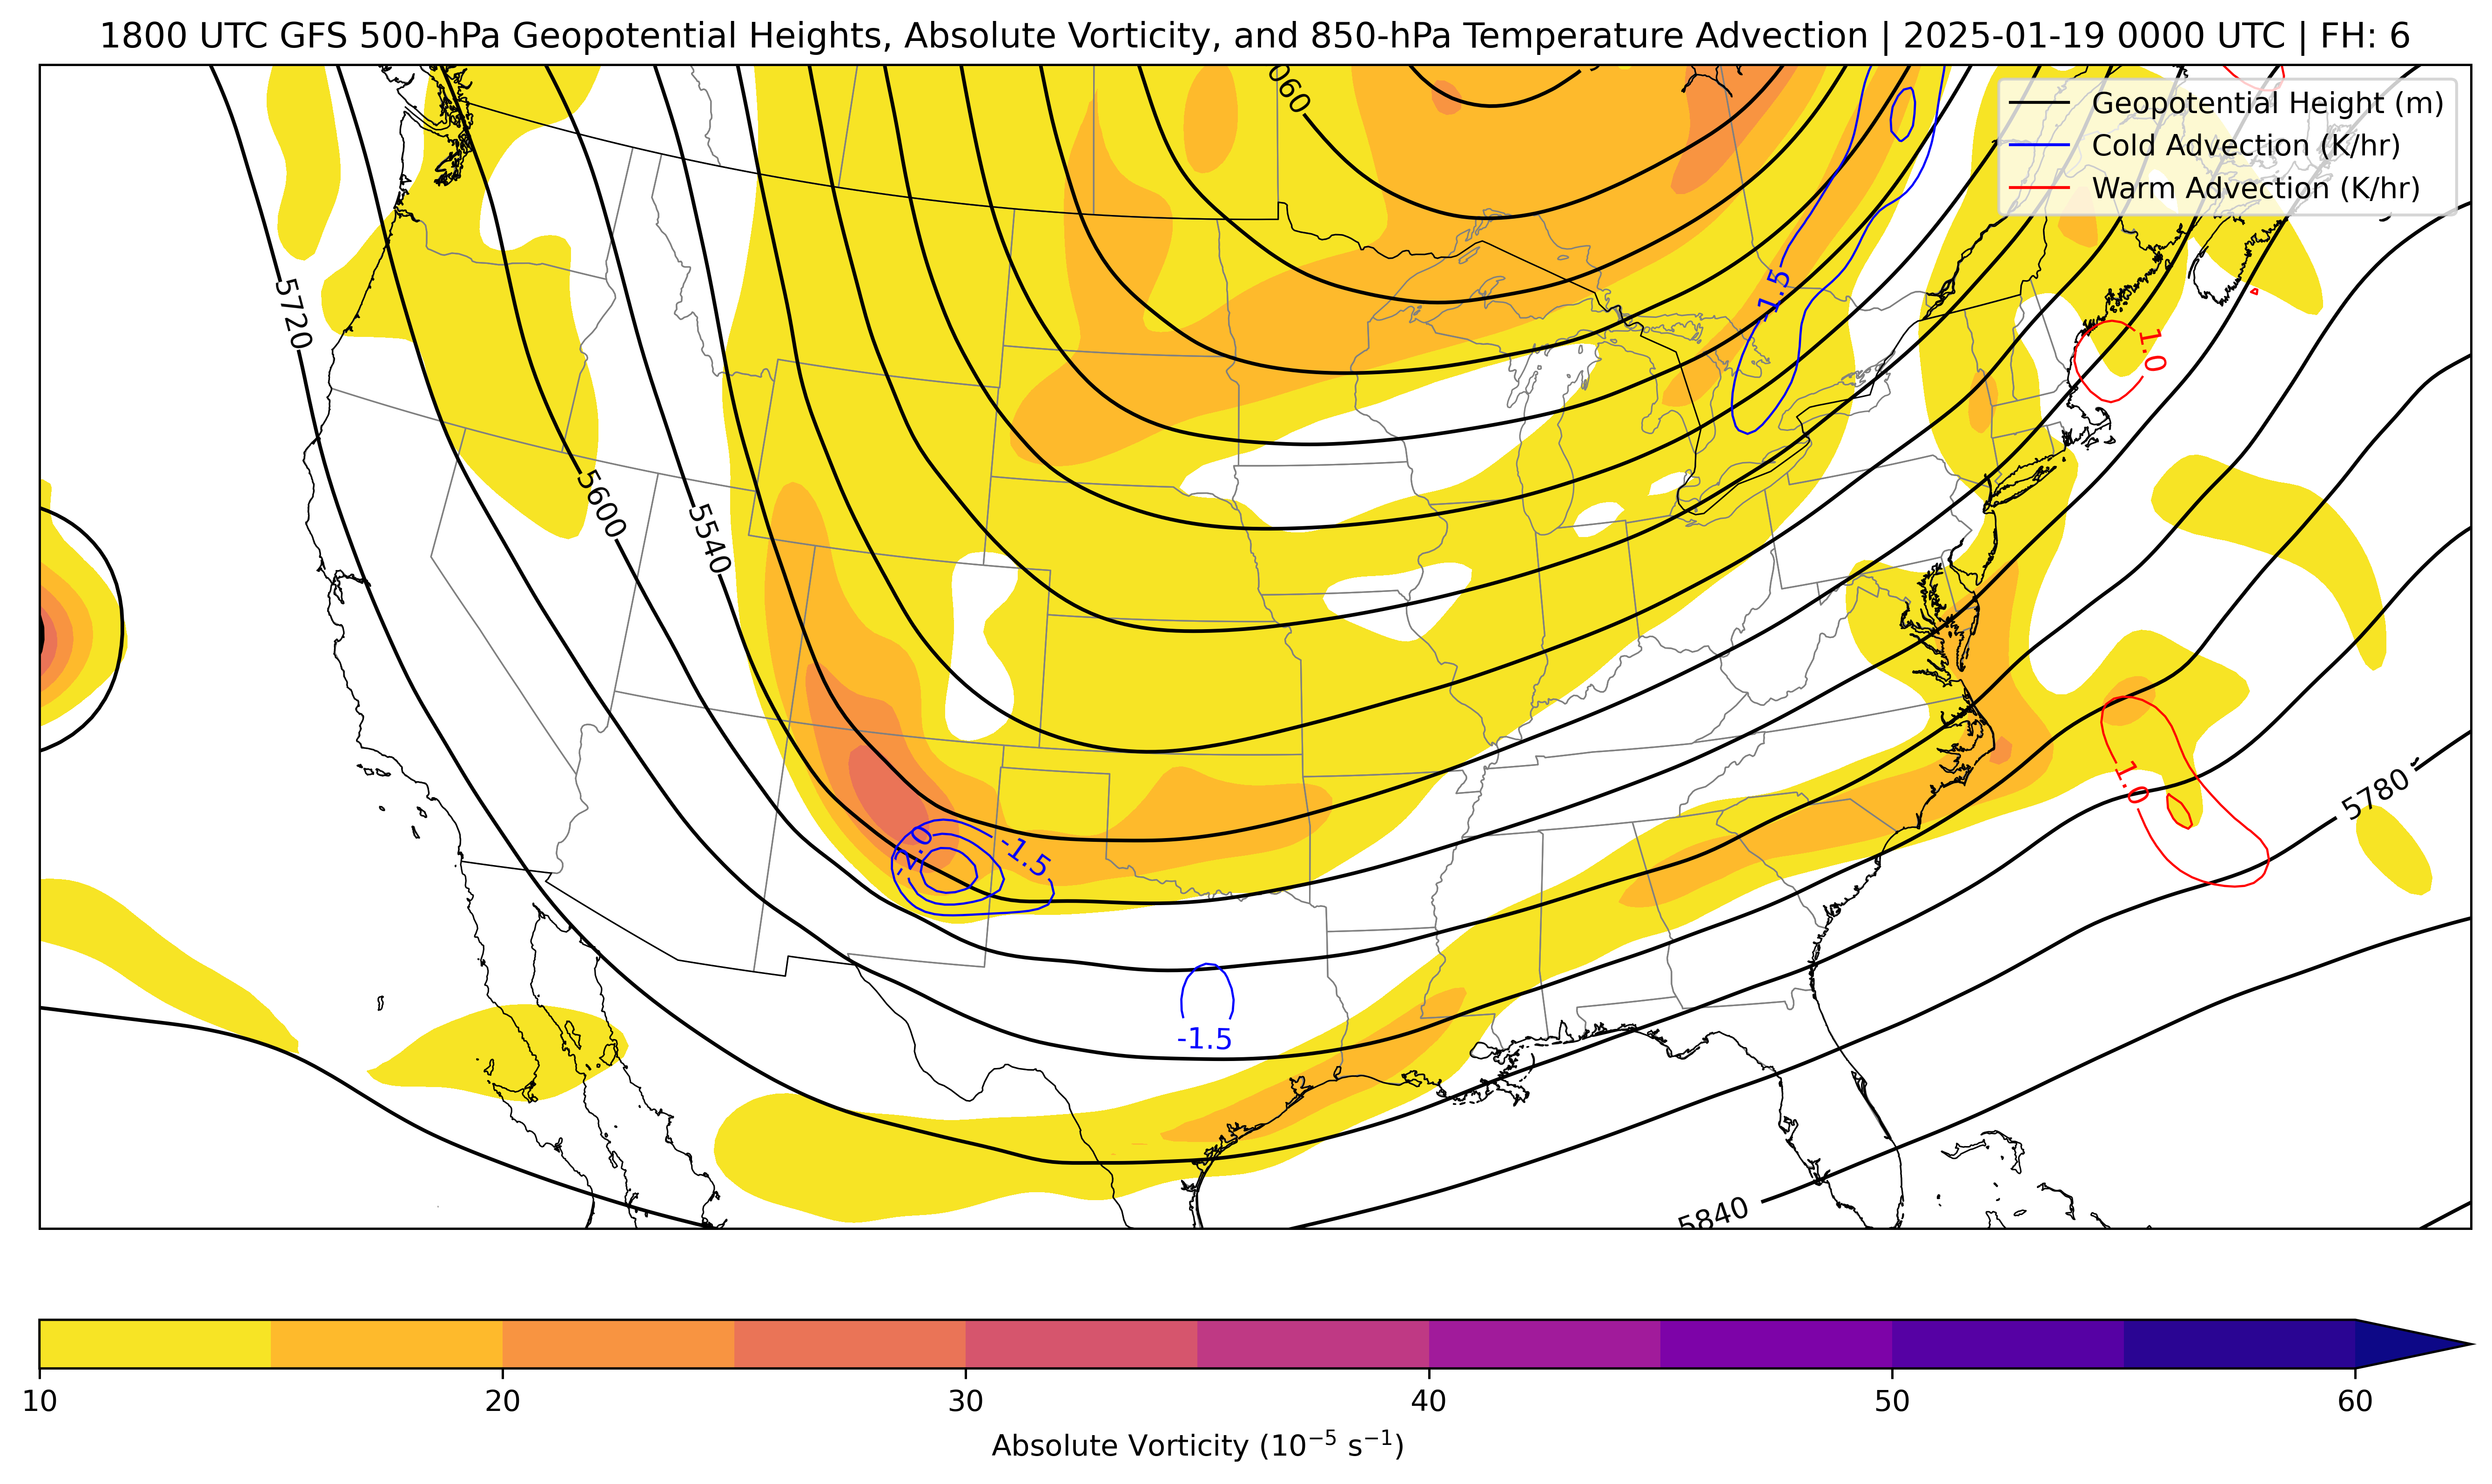 1800 UTC GFS 500-hPa Geopotential Heights, Absolute Vorticity, and 850-hPa Temperature Advection | 2025-01-19 0000 UTC | FH: 6
Geopotential Height (m)
Cold Advection (K/hr)
Warm Advection (K/hr)
-1.5
5720
1.0
5600
5540
1.0
5780
-2.0
-1.5
-1.5
5840
10 20 30 40 50 60
Absolute Vorticity (10⁻⁵ s⁻¹)